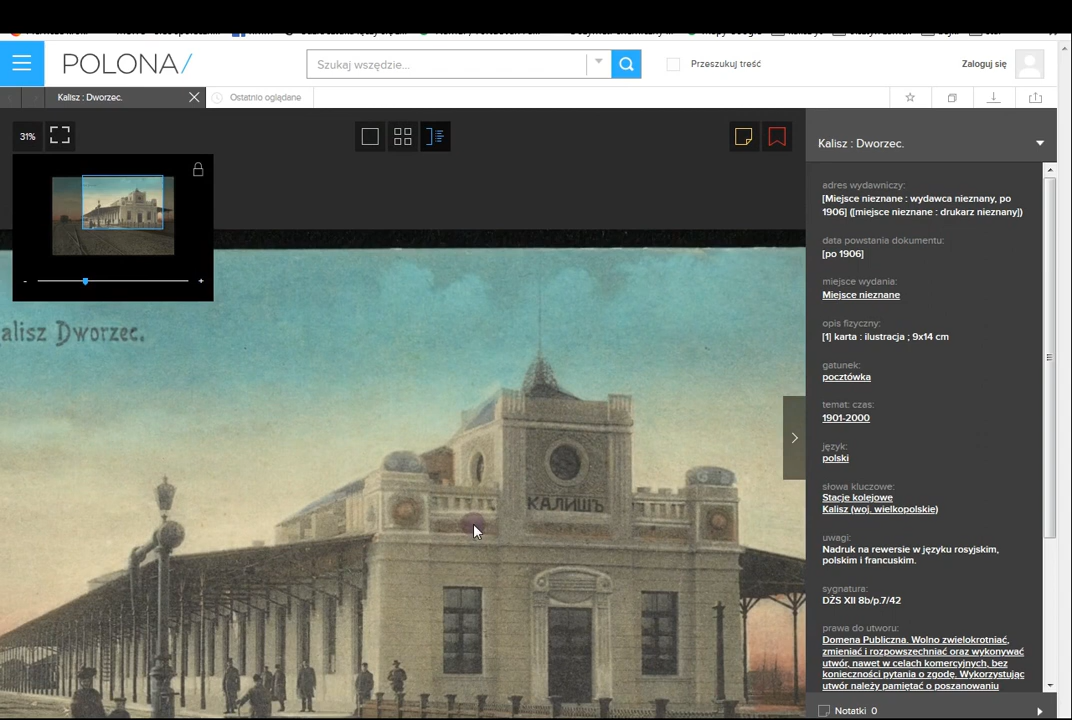 POLONA/
Szukaj wszędzie...
Przeszukuj treść
Zaloguj się
Kalisz : Dworzec.
Ostatnio oglądane
31%
Kalisz : Dworzec.
- +
alisz Dworzec.
КАЛИШЪ
adres wydawniczy:
[Miejsce nieznane : wydawca nieznany, po
1906] ([miejsce nieznane : drukarz nieznany])
data powstania dokumentu:
[po 1906]
miejsce wydania:
Miejsce nieznane
opis fizyczny:
[1] karta : ilustracja ; 9x14 cm
gatunek:
pocztówka
temat: czas:
1901-2000
język:
polski
słowa kluczowe:
Stacje kolejowe
Kalisz (woj. wielkopolskie)
uwagi:
Nadruk na rewersie w języku rosyjskim,
polskim i francuskim.
sygnatura:
DŻS XII 8b/p.7/42
prawa do utworu:
Domena Publiczna. Wolno zwielokrotniać,
zmieniać i rozpowszechniać oraz wykonywać
utwór, nawet w celach komercyjnych, bez
konieczności pytania o zgodę. Wykorzystując
utwór należy pamiętać o poszanowaniu
Notatki 0